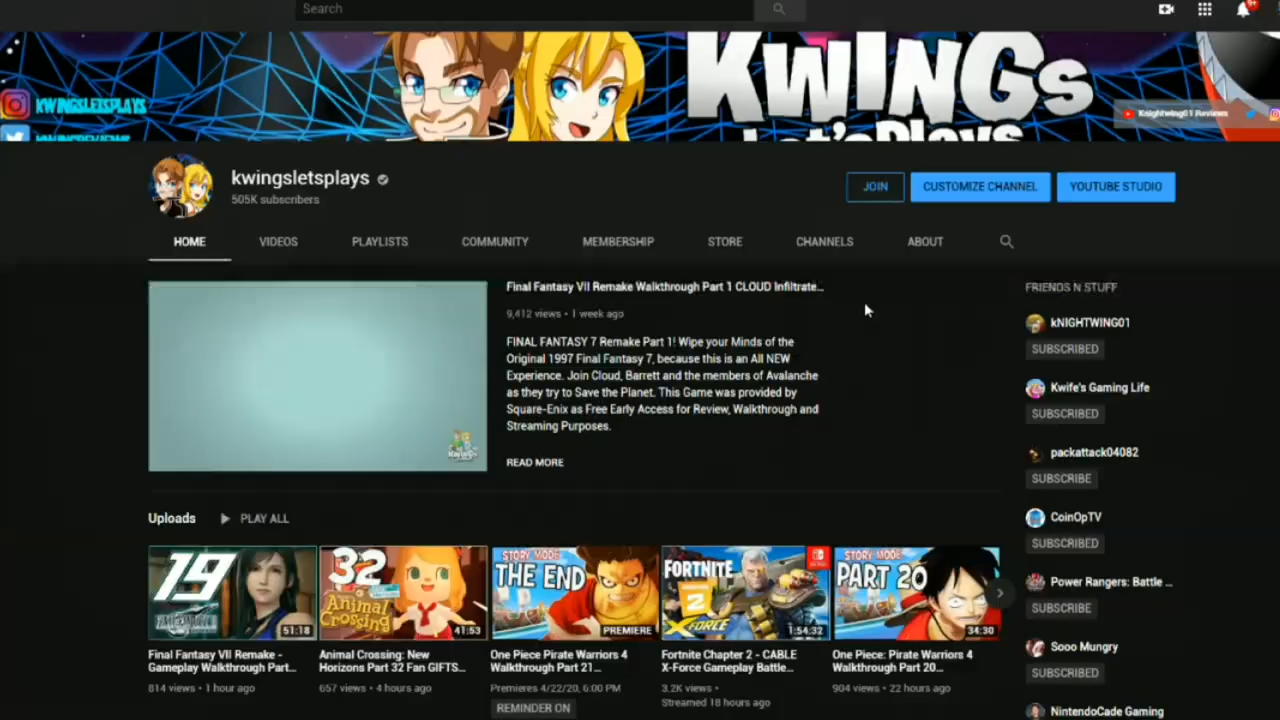 Search
9+
KWINGSLETSPLAYS
KWINGREVIEWS
KWINGs
Let'sPlays
Knightwing01 Reviews
kwingsletsplays
505K subscribers
JOIN
CUSTOMIZE CHANNEL
YOUTUBE STUDIO
HOME
VIDEOS
PLAYLISTS
COMMUNITY
MEMBERSHIP
STORE
CHANNELS
ABOUT
Final Fantasy VII Remake Walkthrough Part 1 CLOUD Infiltrate...
9,412 views • 1 week ago
FINAL FANTASY 7 Remake Part 1! Wipe your Minds of the
Original 1997 Final Fantasy 7, because this is an All NEW
Experience. Join Cloud, Barrett and the members of Avalanche
as they try to Save the Planet. This Game was provided by
Square-Enix as Free Early Access for Review, Walkthrough and
Streaming Purposes.
READ MORE
FRIENDS N STUFF
kNIGHTWING01
SUBSCRIBED
Kwife's Gaming Life
SUBSCRIBED
packattack04082
SUBSCRIBE
CoinOpTV
SUBSCRIBED
Power Rangers: Battle ...
SUBSCRIBE
Sooo Mungry
SUBSCRIBED
NintendoCade Gaming
Uploads
PLAY ALL
19
51:18
Final Fantasy VII Remake -
Gameplay Walkthrough Part...
814 views • 1 hour ago
32
Animal
Crossing
41:53
Animal Crossing: New
Horizons Part 32 Fan GIFTS...
657 views • 4 hours ago
STORY MODE
THE END
PREMIERE
One Piece Pirate Warriors 4
Walkthrough Part 21...
Premieres 4/22/20, 6:00 PM
REMINDER ON
FORTNITE
2
X-FORCE
1:54:32
Fortnite Chapter 2 - CABLE
X-Force Gameplay Battle...
3.2K views •
Streamed 18 hours ago
STORY MODE
PART 20
34:30
One Piece: Pirate Warriors 4
Walkthrough Part 20...
904 views • 22 hours ago